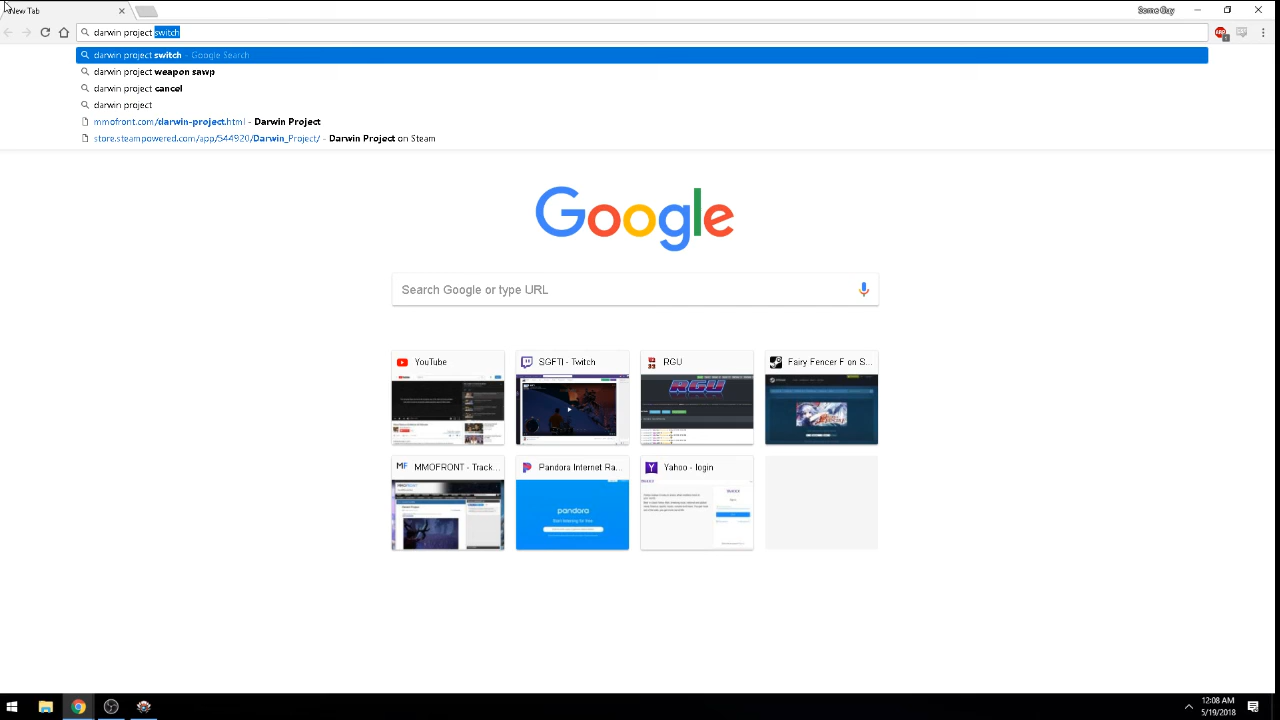 New Tab
Some Guy
darwin project switch
darwin project switch - Google Search
darwin project weapon sawp
darwin project cancel
darwin project
mmofront.com/darwin-project.html - Darwin Project
store.steampowered.com/app/544920/Darwin_Project/ - Darwin Project on Steam
Google
Search Google or type URL
YouTube
SGFTI - Twitch
RGU
Fairy Fencer F on S...
RGU
MMOFRONT - Track...
Pandora Internet Ra...
Yahoo - login
pandora
12:08 AM
5/19/2018